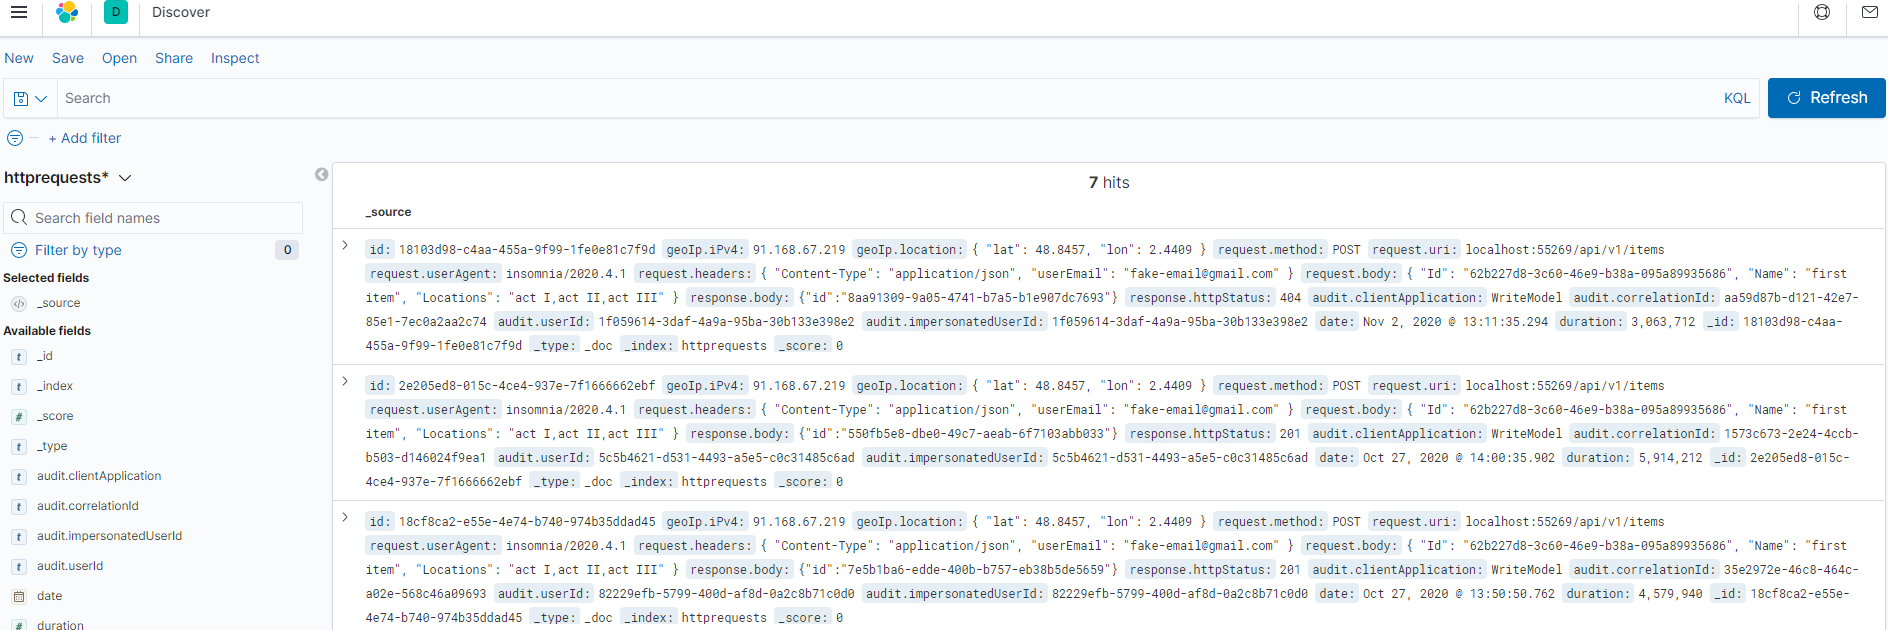 D
Discover
New Save Open Share Inspect
Search
KQL
Refresh
+ Add filter
httprequests*
Search field names
Filter by type
0
Selected fields
_source
Available fields
t _id
t _index
# _score
t _type
t audit.clientApplication
t audit.correlationId
t audit.impersonatedUserId
t audit.userId
date
# duration
7 hits
_source
id: 18103d98-c4aa-455a-9f99-1fe0e81c7f9d geoIp.iPv4: 91.168.67.219 geoIp.location: { "lat": 48.8457, "lon": 2.4409 } request.method: POST request.uri: localhost:55269/api/v1/items
request.userAgent: insomnia/2020.4.1 request.headers: { "Content-Type": "application/json", "userEmail": "fake-email@gmail.com" } request.body: { "Id": "62b227d8-3c60-46e9-b38a-095a89935686", "Name": "first
item", "Locations": "act I,act II,act III" } response.body: {"id":"8aa91309-9a05-4741-b7a5-b1e907dc7693"} response.httpStatus: 404 audit.clientApplication: WriteModel audit.correlationId: aa59d87b-d121-42e7-
85e1-7ec0a2aa2c74 audit.userId: 1f059614-3daf-4a9a-95ba-30b133e398e2 audit.impersonatedUserId: 1f059614-3daf-4a9a-95ba-30b133e398e2 date: Nov 2, 2020 @ 13:11:35.294 duration: 3,063,712 _id: 18103d98-c4aa-
455a-9f99-1fe0e81c7f9d _type: _doc _index: httprequests _score: 0
id: 2e205ed8-015c-4ce4-937e-7f1666662ebf geoIp.iPv4: 91.168.67.219 geoIp.location: { "lat": 48.8457, "lon": 2.4409 } request.method: POST request.uri: localhost:55269/api/v1/items
request.userAgent: insomnia/2020.4.1 request.headers: { "Content-Type": "application/json", "userEmail": "fake-email@gmail.com" } request.body: { "Id": "62b227d8-3c60-46e9-b38a-095a89935686", "Name": "first
item", "Locations": "act I,act II,act III" } response.body: {"id":"550fb5e8-dbe0-49c7-aeab-6f7103abb033"} response.httpStatus: 201 audit.clientApplication: WriteModel audit.correlationId: 1573c673-2e24-4ccb-
b503-d146024f9ea1 audit.userId: 5c5b4621-d531-4493-a5e5-c0c31485c6ad audit.impersonatedUserId: 5c5b4621-d531-4493-a5e5-c0c31485c6ad date: Oct 27, 2020 @ 14:00:35.902 duration: 5,914,212 _id: 2e205ed8-015c-
4ce4-937e-7f1666662ebf _type: _doc _index: httprequests _score: 0
id: 18cf8ca2-e55e-4e74-b740-974b35ddad45 geoIp.iPv4: 91.168.67.219 geoIp.location: { "lat": 48.8457, "lon": 2.4409 } request.method: POST request.uri: localhost:55269/api/v1/items
request.userAgent: insomnia/2020.4.1 request.headers: { "Content-Type": "application/json", "userEmail": "fake-email@gmail.com" } request.body: { "Id": "62b227d8-3c60-46e9-b38a-095a89935686", "Name": "first
item", "Locations": "act I,act II,act III" } response.body: {"id":"7e5b1ba6-edde-400b-b757-eb38b5de5659"} response.httpStatus: 201 audit.clientApplication: WriteModel audit.correlationId: 35e2972e-46c8-464c-
a02e-568c46a09693 audit.userId: 82229efb-5799-400d-af8d-0a2c8b71c0d0 audit.impersonatedUserId: 82229efb-5799-400d-af8d-0a2c8b71c0d0 date: Oct 27, 2020 @ 13:50:50.762 duration: 4,579,940 _id: 18cf8ca2-e55e-
4e74-b740-974b35ddad45 _type: _doc _index: httprequests _score: 0